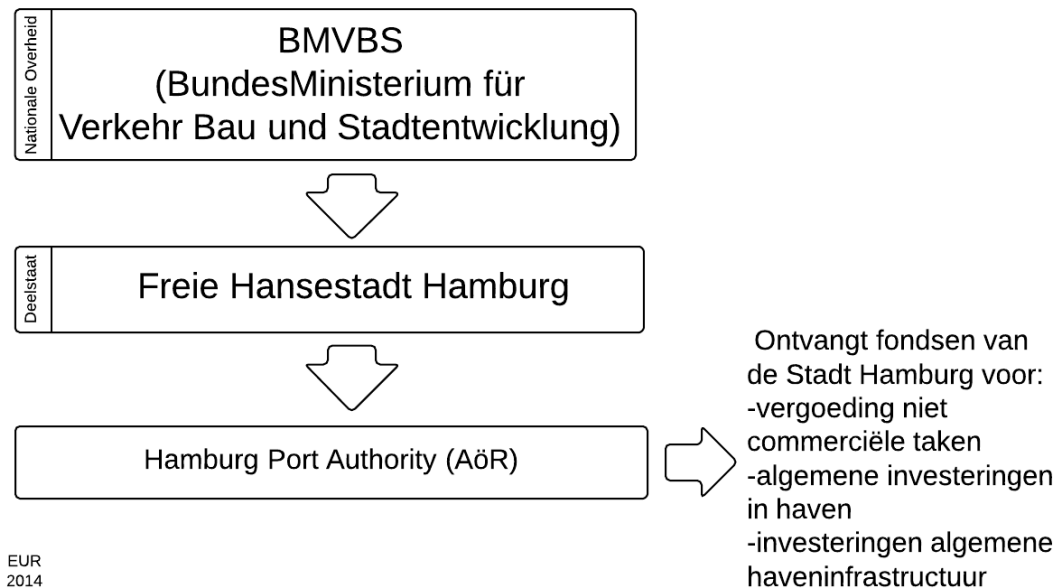 Nationale Overheid
BMVBS
(BundesMinisterium für
Verkehr Bau und Stadtentwicklung)
Deelstaat
Freie Hansestadt Hamburg
Hamburg Port Authority (AöR)
Ontvangt fondsen van
de Stadt Hamburg voor:
-vergoeding niet
commerciële taken
-algemene investeringen
in haven
-investeringen algemene
haveninfrastructuur
EUR
2014